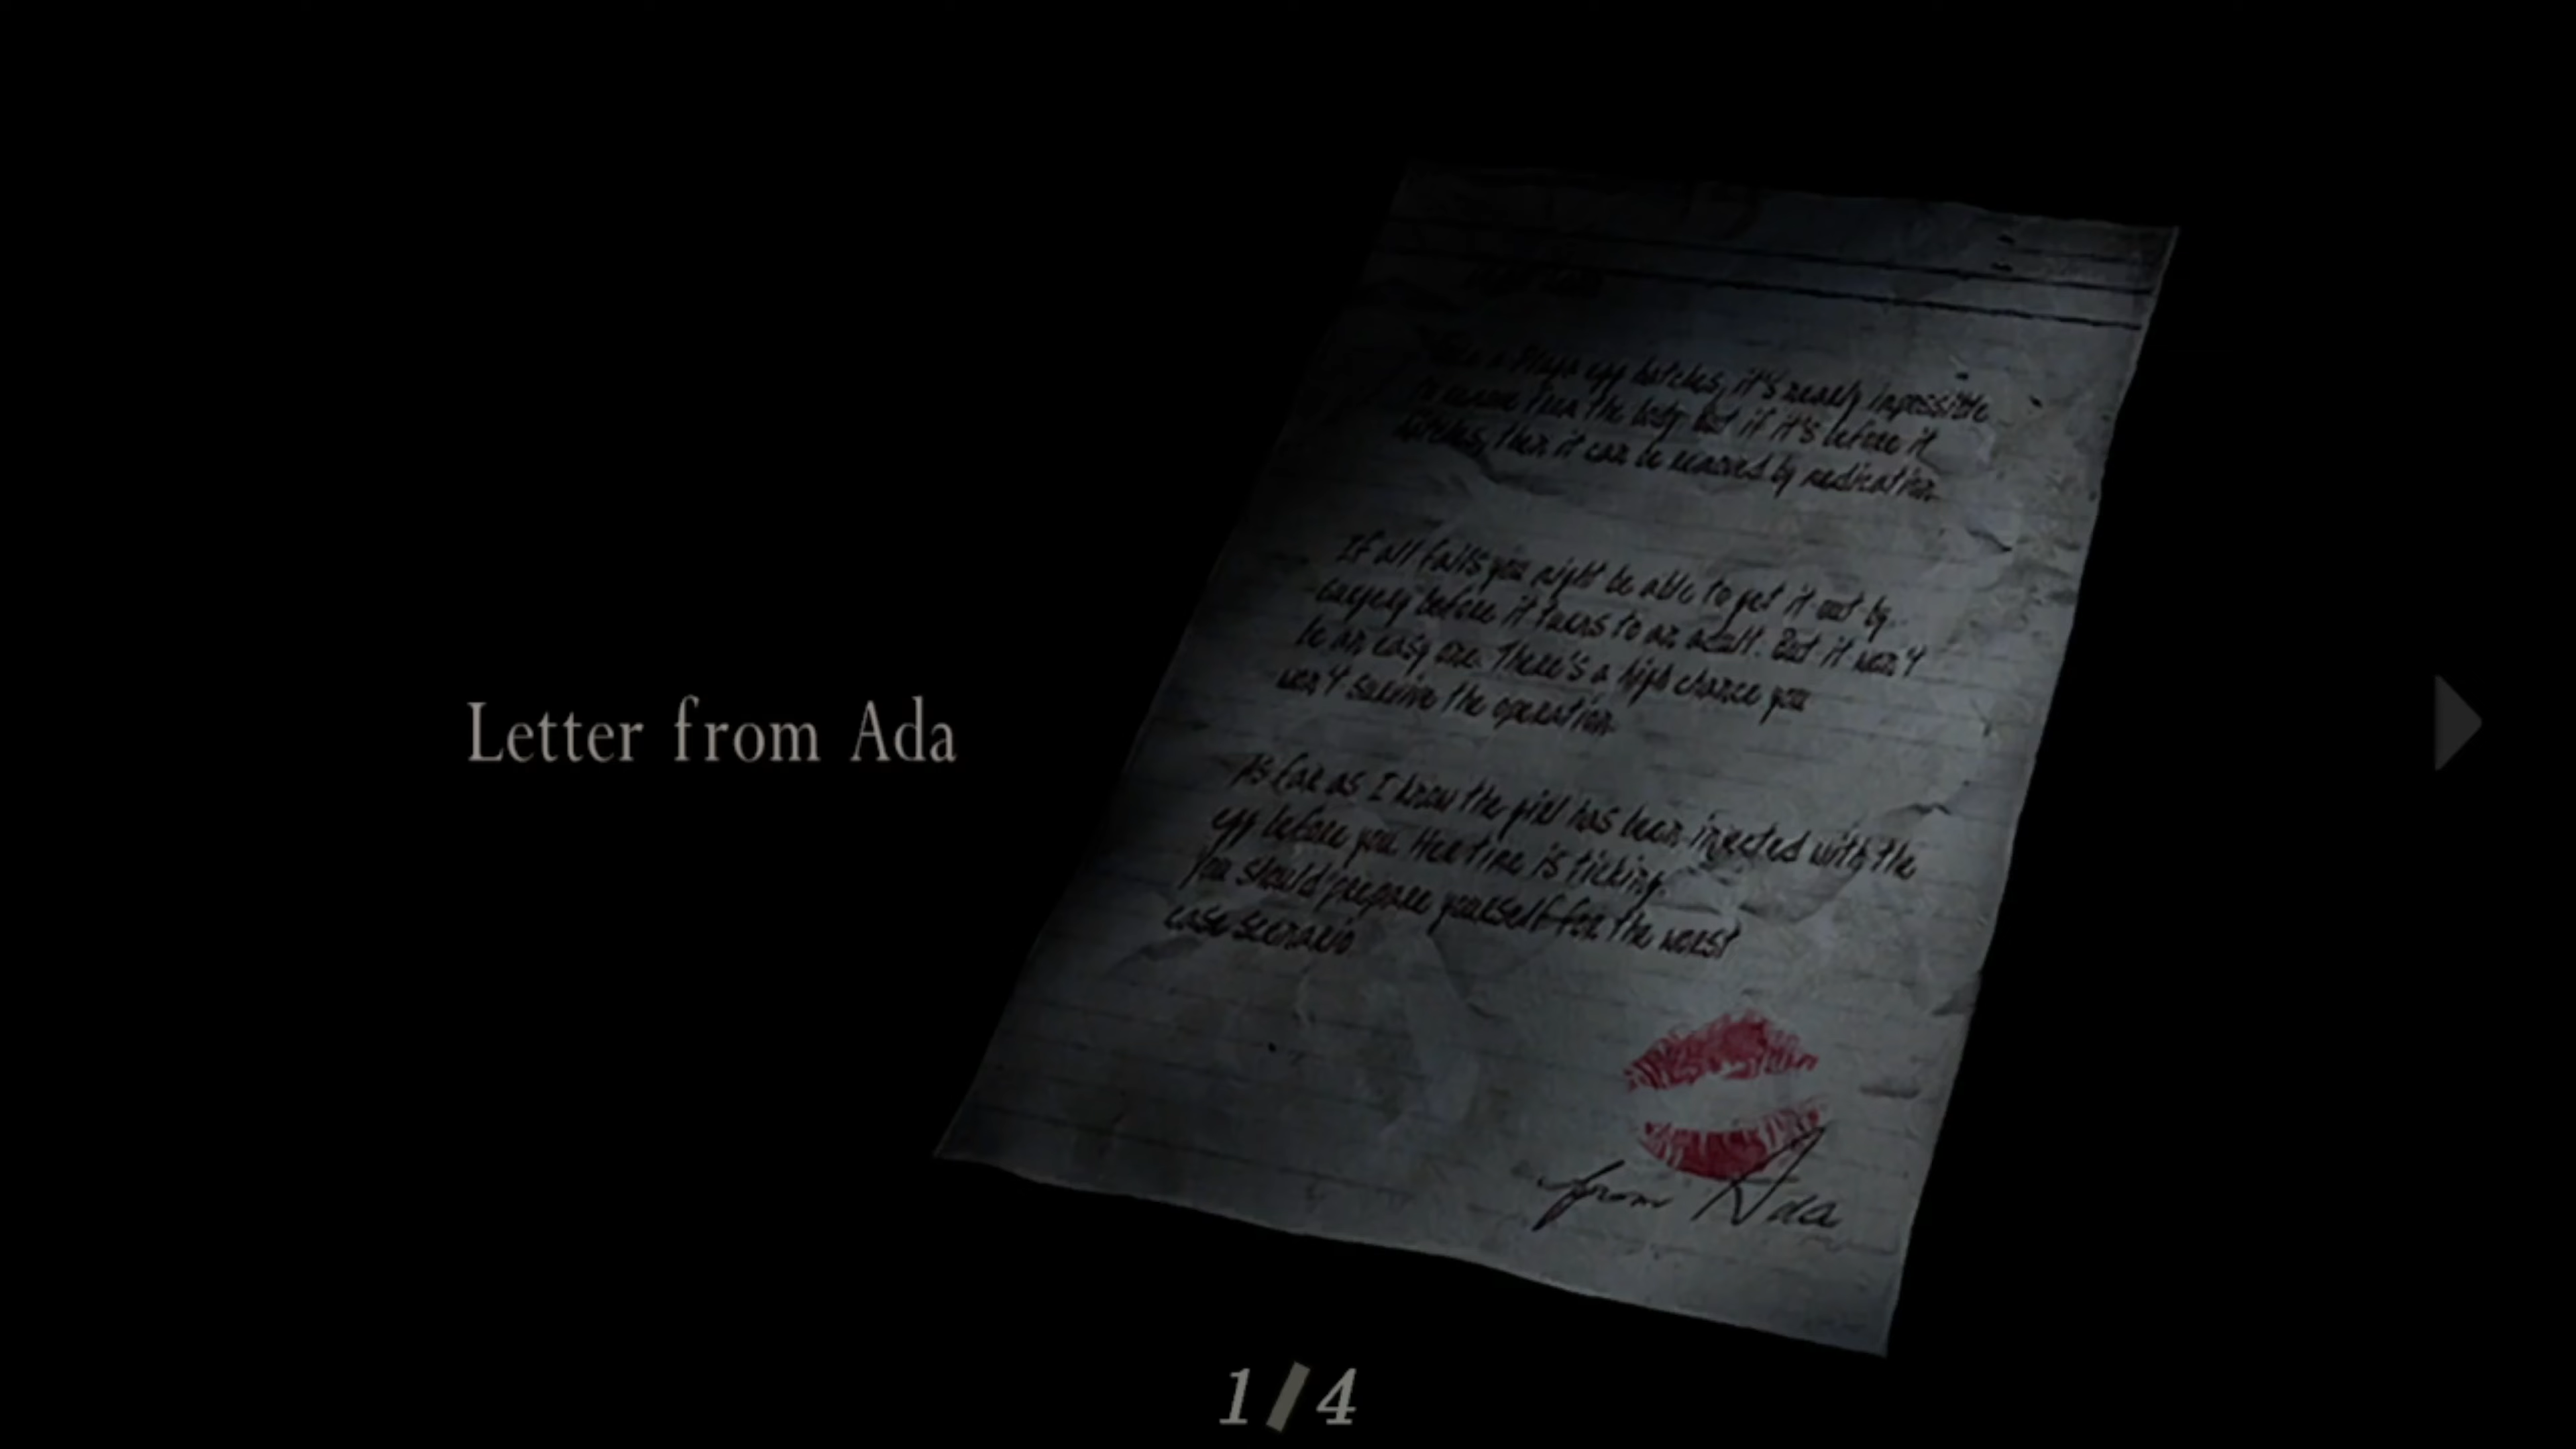 Letter from Ada
a Plaga egg hatches, it's nearly impossible
to remove from the body. But if it's before it
hatches, then it can be removed by medication.
If all fails you might be able to get it out by
surgery before it turns to an adult. But it won't
be an easy one. There's a high chance you
won't survive the operation.
As far as I know the girl has been injected with the
egg before you. Her time is ticking.
You should prepare yourself for the worst
case scenario.
from Ada
1/4